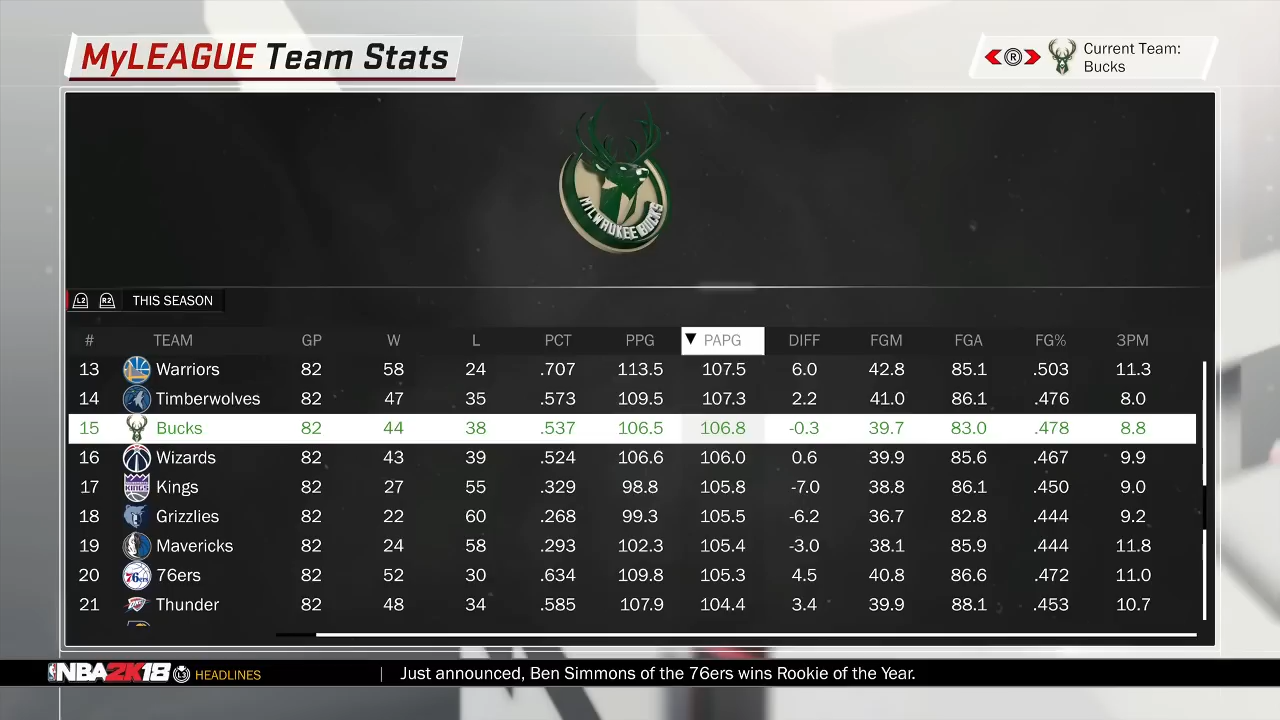 MyLEAGUE Team Stats
R
Current Team:
Bucks
MILWAUKEE BUCKS
L2 R2 THIS SEASON
# TEAM GP W L PCT PPG PAPG DIFF FGM FGA FG% 3PM
13 Warriors 82 58 24 .707 113.5 107.5 6.0 42.8 85.1 .503 11.3
14 Timberwolves 82 47 35 .573 109.5 107.3 2.2 41.0 86.1 .476 8.0
15 Bucks 82 44 38 .537 106.5 106.8 -0.3 39.7 83.0 .478 8.8
16 Wizards 82 43 39 .524 106.6 106.0 0.6 39.9 85.6 .467 9.9
17 KINGS Kings 82 27 55 .329 98.8 105.8 -7.0 38.8 86.1 .450 9.0
18 Grizzlies 82 22 60 .268 99.3 105.5 -6.2 36.7 82.8 .444 9.2
19 Mavericks 82 24 58 .293 102.3 105.4 -3.0 38.1 85.9 .444 11.8
20 76ers 76ers 82 52 30 .634 109.8 105.3 4.5 40.8 86.6 .472 11.0
21 Thunder 82 48 34 .585 107.9 104.4 3.4 39.9 88.1 .453 10.7
NBA2K18 HEADLINES Just announced, Ben Simmons of the 76ers wins Rookie of the Year.